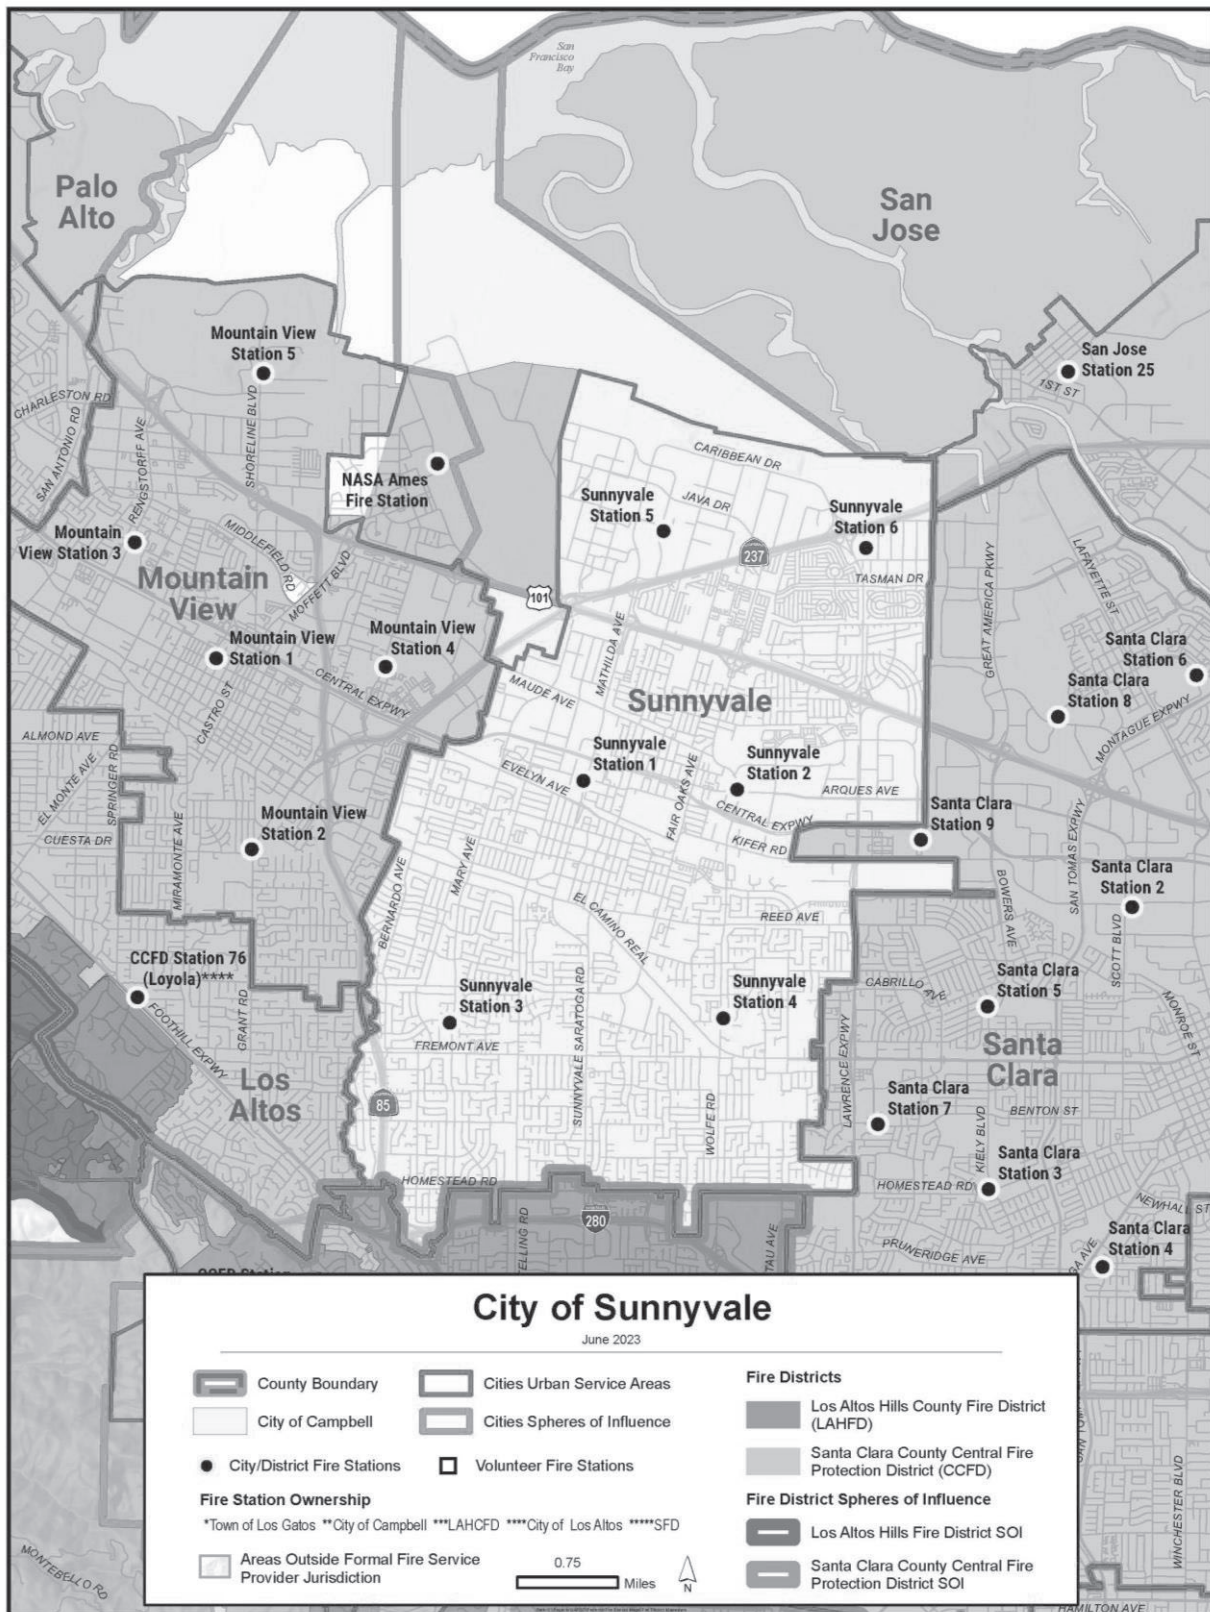 San
Francisco
Bay
Palo
Alto
San
Jose
Mountain View
Station 5
San Jose
Station 25
1ST ST
CHARLESTON RD
SAN ANTONIO RD
RENGSTORFF AVE
SHORELINE BLVD
CARIBBEAN DR
NASA Ames
Fire Station
Sunnyvale
Station 5
JAVA DR
Sunnyvale
Station 6
Mountain
View Station 3
MIDDLEFIELD RD
237
LAFAYETTE ST
Mountain
View
MOFFETT BLVD
101
TASMAN DR
GREAT AMERICA PKWY
MATHILDA AVE
Mountain View
Station 1
Mountain View
Station 4
Santa Clara
Station 6
CENTRAL EXPWY
MAUDE AVE
Sunnyvale
Santa Clara
Station 8
CASTRO ST
MONTAGUE EXPWY
ALMOND AVE
SPRINGER RD
EL MONTE AVE
Sunnyvale
Station 1
Sunnyvale
Station 2
EVELYN AVE
FAIR OAKS AVE
ARQUES AVE
CENTRAL EXPWY
Mountain View
Station 2
Santa Clara
Station 9
CUESTA DR
KIFER RD
MIRAMONTE AVE
MARY AVE
BERNARDO AVE
SAN TOMAS EXPWY
BOWERS AVE
Santa Clara
Station 2
EL CAMINO REAL
REED AVE
SCOTT BLVD
CCFD Station 76
(Loyola)****
Sunnyvale
Station 3
Sunnyvale
Station 4
CABRILLO AVE
Santa Clara
Station 5
SUNNYVALE SARATOGA RD
MONROE ST
GRANT RD
FOOTHILL EXPWY
FREMONT AVE
LAWRENCE EXPWY
Santa
Clara
Los
Altos
85
WOLFE RD
Santa Clara
Station 7
BENTON ST
KIELY BLVD
Santa Clara
Station 3
HOMESTEAD RD
HOMESTEAD RD
NEWHALL ST
280
Santa Clara
Station 4
PRUNERIDGE AVE
City of Sunnyvale
June 2023
County Boundary
Cities Urban Service Areas
Fire Districts
City of Campbell
Cities Spheres of Influence
Los Altos Hills County Fire District
(LAHFD)
City/District Fire Stations
Volunteer Fire Stations
Santa Clara County Central Fire
Protection District (CCFD)
Fire Station Ownership
*Town of Los Gatos **City of Campbell ***LAHCFD ****City of Los Altos *****SFD
Fire District Spheres of Influence
Los Altos Hills Fire District SOI
Areas Outside Formal Fire Service
Provider Jurisdiction
0.75
Miles
N
Santa Clara County Central Fire
Protection District SOI
WINCHESTER BLVD
MONTEBELLO RD
HAMILTON AVE